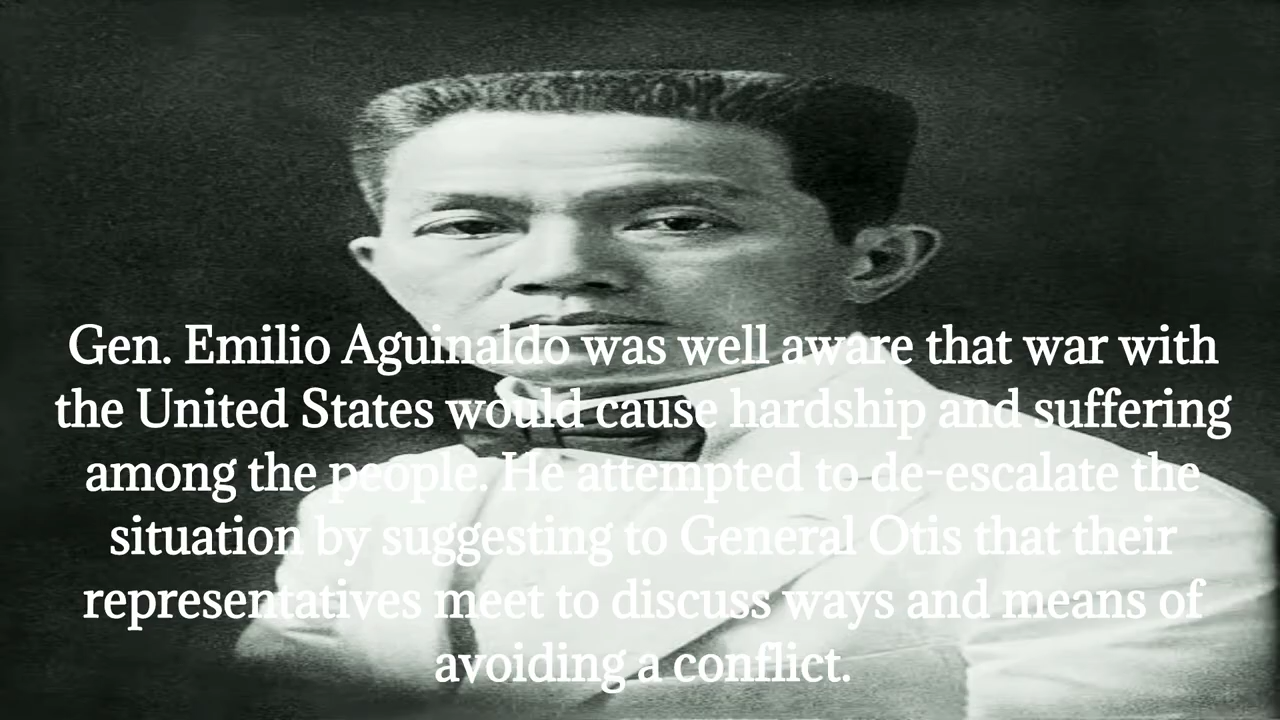 Gen. Emilio Aguinaldo was well aware that war with
the United States would cause hardship and suffering
among the people. He attempted to de-escalate the
situation by suggesting to General Otis that their
representatives meet to discuss ways and means of
avoiding a conflict.